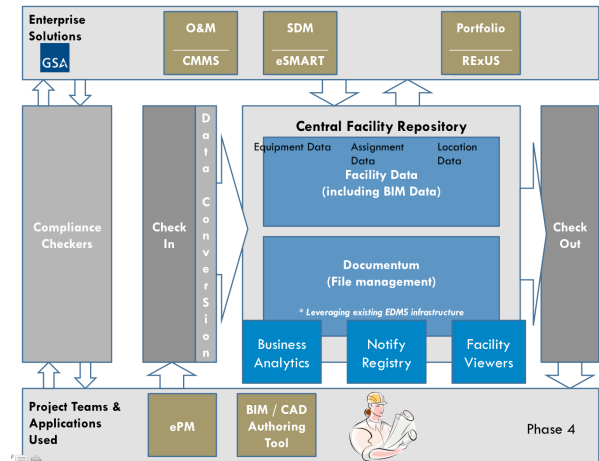 Enterprise
Solutions
GSA
O&M
CMMS
SDM
eSMART
Portfolio
RExUS
Compliance
Checkers
Check
In
Data ConverSion
Central Facility Repository
Equipment Data
Assignment
Data
Location
Data
Facility Data
(including BIM Data)
Documentum
(File management)
* Leveraging existing EDMS infrastructure
Business
Analytics
Notify
Registry
Facility
Viewers
Check
Out
Project Teams &
Applications
Used
ePM
BIM / CAD
Authoring
Tool
Phase 4